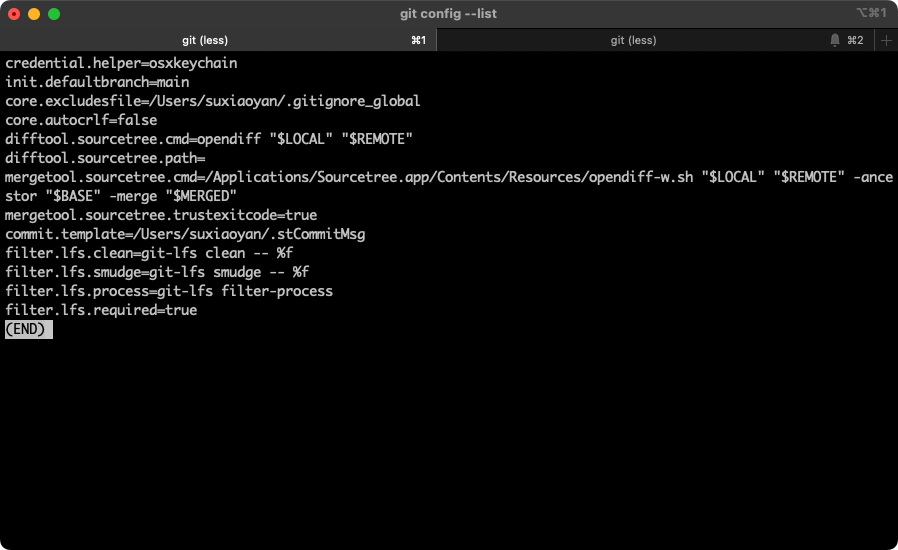 git config --list
⌥⌘1
git (less)
⌘1
git (less)
⌘2
+
credential.helper=osxkeychain
init.defaultbranch=main
core.excludesfile=/Users/suxiaoyan/.gitignore_global
core.autocrlf=false
difftool.sourcetree.cmd=opendiff "$LOCAL" "$REMOTE"
difftool.sourcetree.path=
mergetool.sourcetree.cmd=/Applications/Sourcetree.app/Contents/Resources/opendiff-w.sh "$LOCAL" "$REMOTE" -ance
stor "$BASE" -merge "$MERGED"
mergetool.sourcetree.trustexitcode=true
commit.template=/Users/suxiaoyan/.stCommitMsg
filter.lfs.clean=git-lfs clean -- %f
filter.lfs.smudge=git-lfs smudge -- %f
filter.lfs.process=git-lfs filter-process
filter.lfs.required=true
(END)